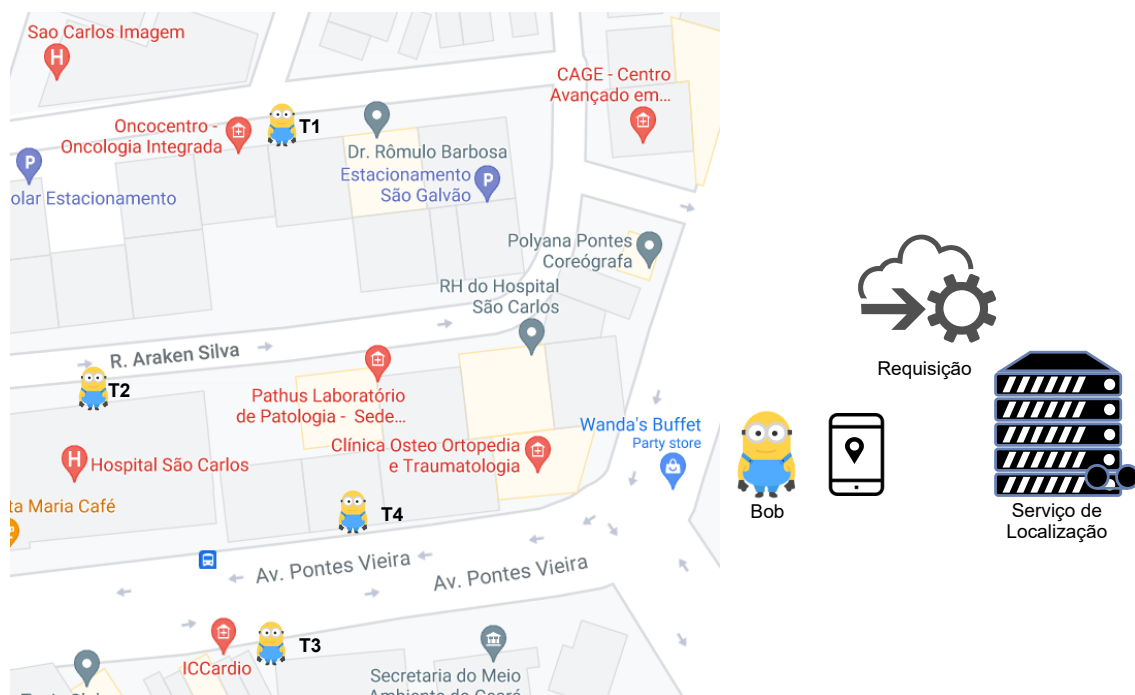 Sao Carlos Imagem
H
CAGE - Centro
Avançado em...
Oncocentro -
Oncologia Integrada
T1
Dr. Rômulo Barbosa
P
olar Estacionamento
Estacionamento
São Galvão
P
Polyana Pontes
Coreógrafa
RH do Hospital
São Carlos
R. Araken Silva
T2
Pathus Laboratório
de Patologia - Sede...
Clínica Osteo Ortopedia
e Traumatologia
Wanda's Buffet
Party store
H
Hospital São Carlos
ta Maria Café
T4
Av. Pontes Vieira
Av. Pontes Vieira
T3
ICCardio
Secretaria do Meio
Ambiente do Ceará
Requisição
Bob
Serviço de
Localização